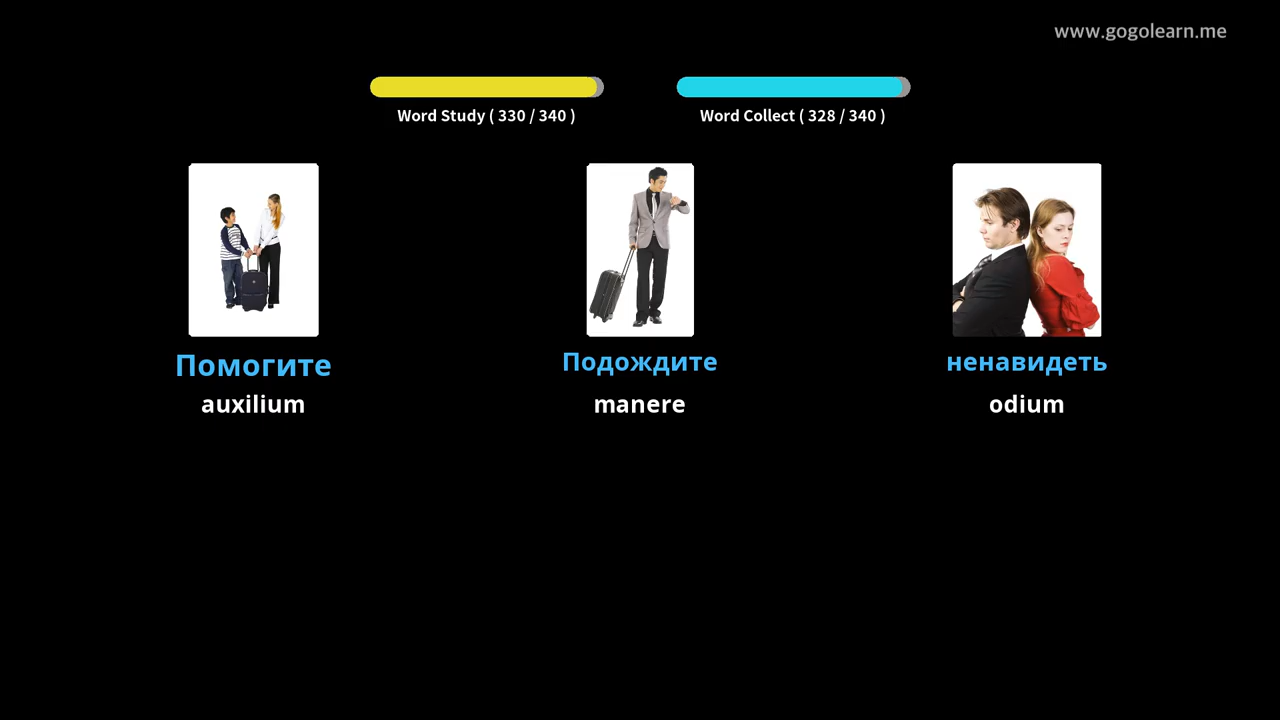 www.gogolearn.me
Word Study ( 330 / 340 )
Word Collect ( 328 / 340 )
Помогите
auxilium
Подождите
manere
ненавидеть
odium